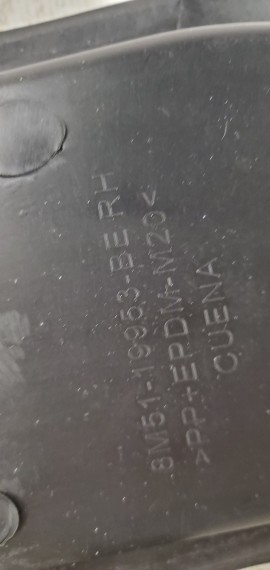 8M51-19953-BE RH
>PP+EPDM-M20<
CUENA